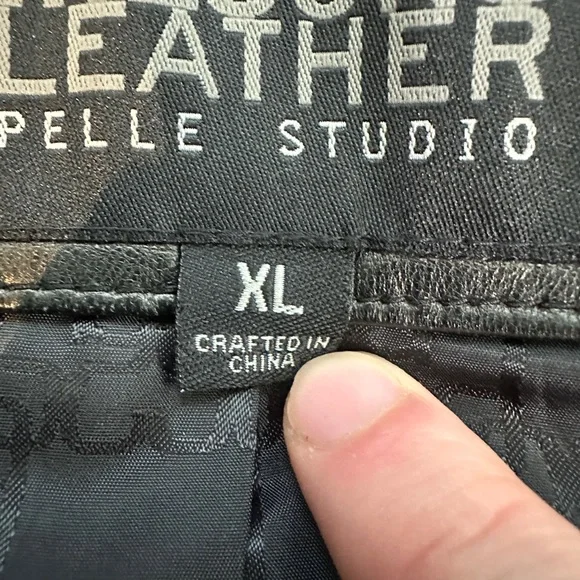 LEATHER
PELLE STUDIO
XL
CRAFTED IN
CHINA